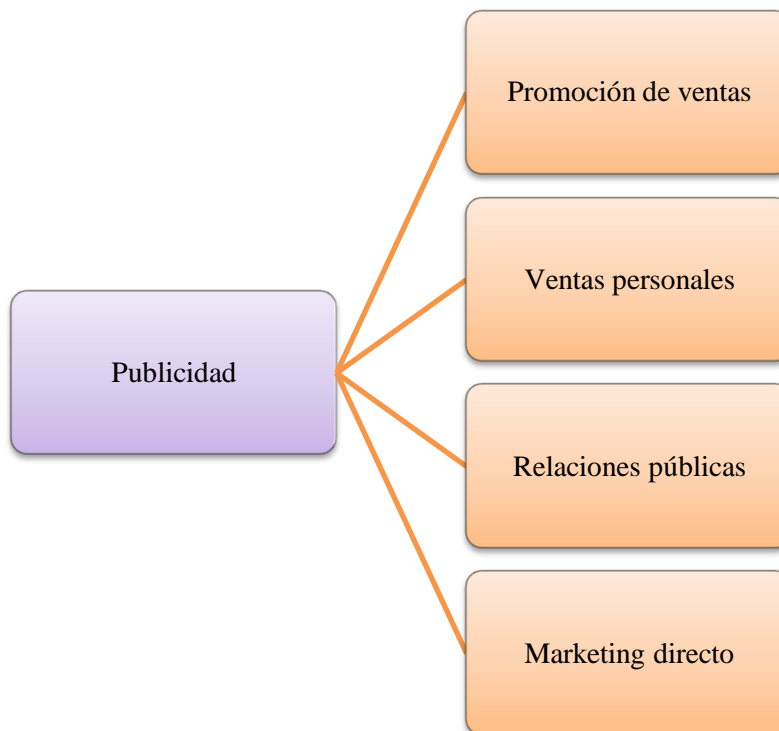 Promoción de ventas
Ventas personales
Publicidad
Relaciones públicas
Marketing directo